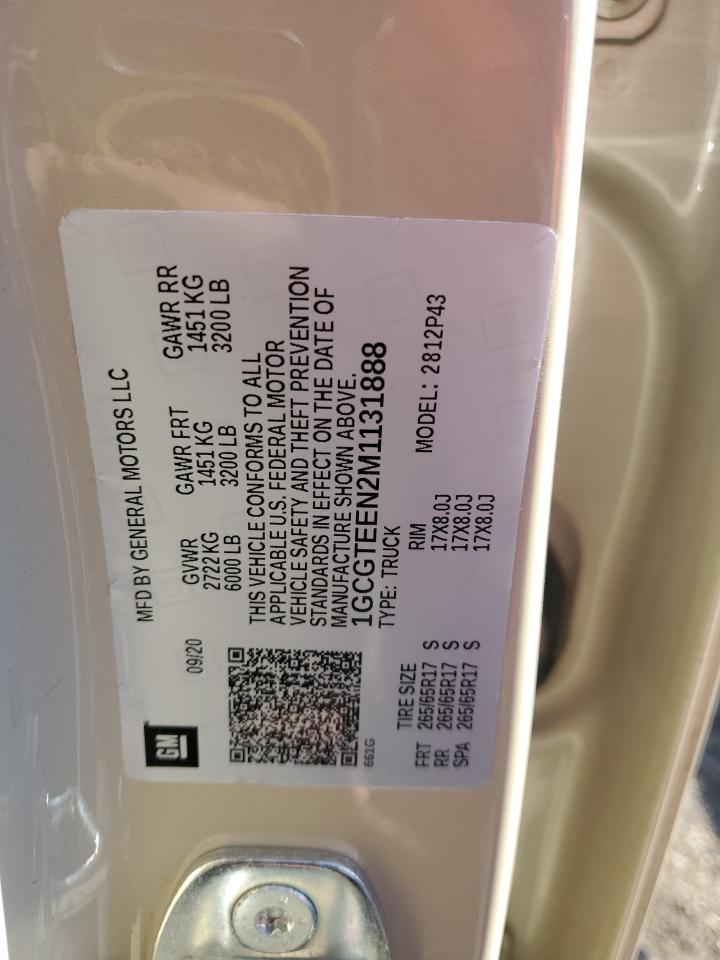 GM
09/20
MFD BY GENERAL MOTORS LLC
GVWR GAWR FRT GAWR RR
2722 KG 1451 KG 1451 KG
6000 LB 3200 LB 3200 LB
THIS VEHICLE CONFORMS TO ALL
APPLICABLE U.S. FEDERAL MOTOR
VEHICLE SAFETY AND THEFT PREVENTION
STANDARDS IN EFFECT ON THE DATE OF
MANUFACTURE SHOWN ABOVE.
1GCGTEEN2M1131888
661G
TYPE: TRUCK
TIRE SIZE RIM MODEL: 2812P43
FRT 265/65R17 S 17X8.0J
RR 265/65R17 S 17X8.0J
SPA 265/65R17 S 17X8.0J